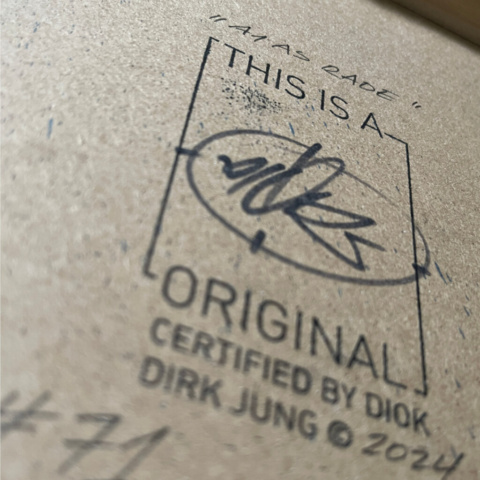 THIS IS A
ORIGINAL
CERTIFIED BY DIOK
DIRK JUNG © 2024
#71